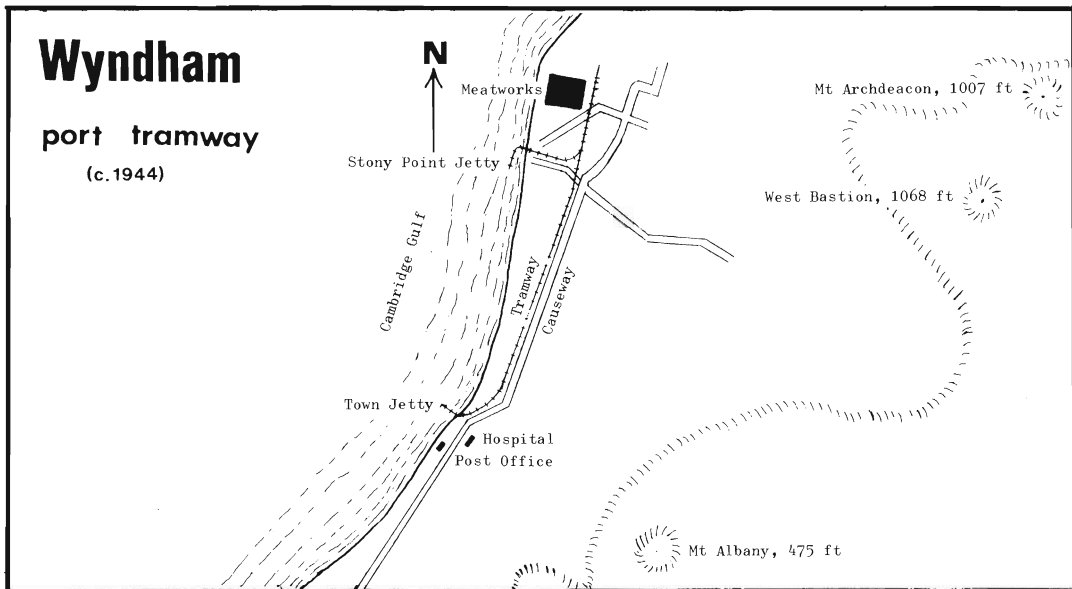 Wyndham
port tramway
(c.1944)
N
Meatworks
Mt Archdeacon, 1007 ft
Stony Point Jetty
West Bastion, 1068 ft
Cambridge Gulf
Tramway
Causeway
Town Jetty
Hospital
Post Office
Mt Albany, 475 ft